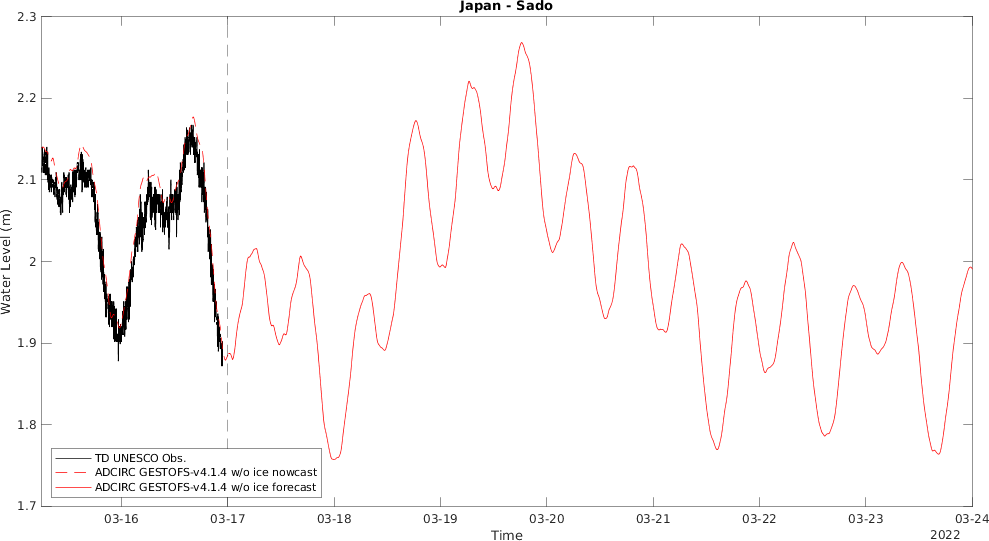 Japan - Sado
2.3
2.2
2.1
2
1.9
1.8
1.7
Water Level (m)
TD UNESCO Obs.
ADCIRC GESTOFS-v4.1.4 w/o ice nowcast
ADCIRC GESTOFS-v4.1.4 w/o ice forecast
03-16 03-17 03-18 03-19 03-20 03-21 03-22 03-23 03-24
Time
2022